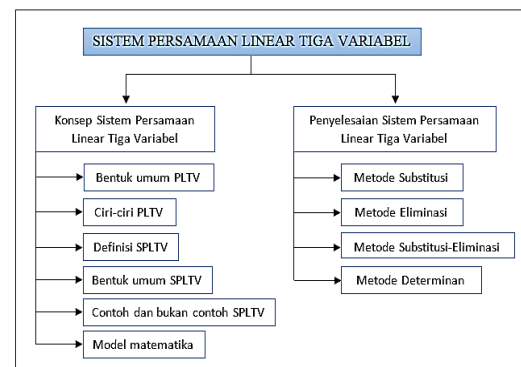 SISTEM PERSAMAAN LINEAR TIGA VARIABEL
Konsep Sistem Persamaan
Linear Tiga Variabel
Bentuk umum PLTV
Ciri-ciri PLTV
Definisi SPLTV
Bentuk umum SPLTV
Contoh dan bukan contoh SPLTV
Model matematika
Penyelesaian Sistem Persamaan
Linear Tiga Variabel
Metode Substitusi
Metode Eliminasi
Metode Substitusi-Eliminasi
Metode Determinan